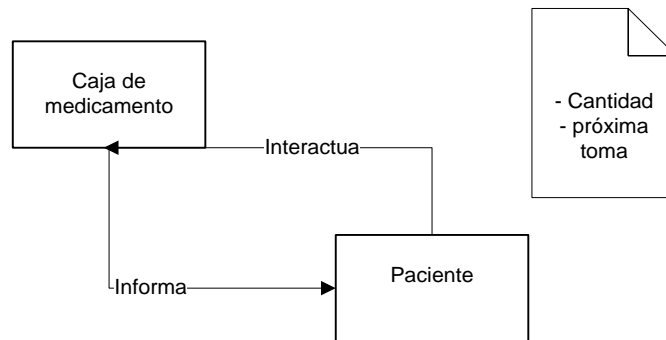 Caja de
medicamento
- Cantidad
- próxima
toma
Interactua
Informa
Paciente